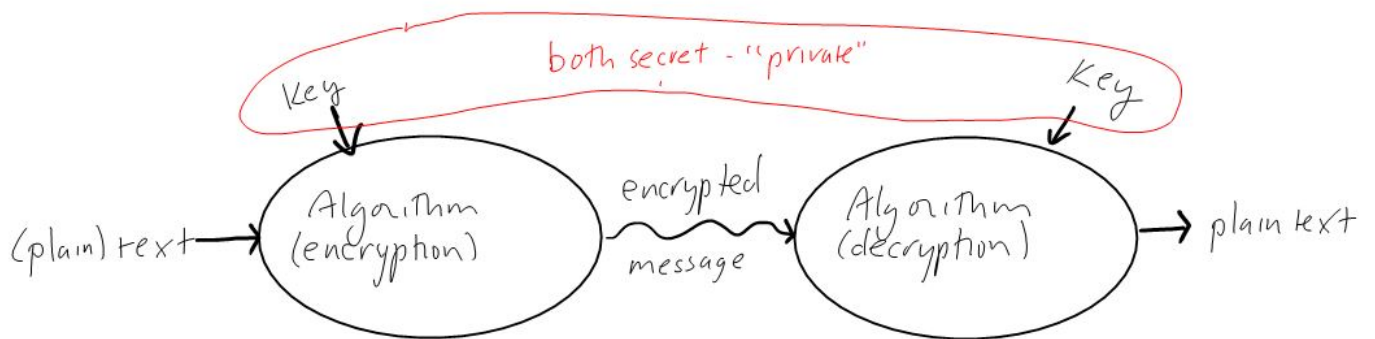 both secret - "private"
Key
Key
Algorithm
(encryption)
encrypted
message
Algorithm
(decryption)
(plain) text
plain text